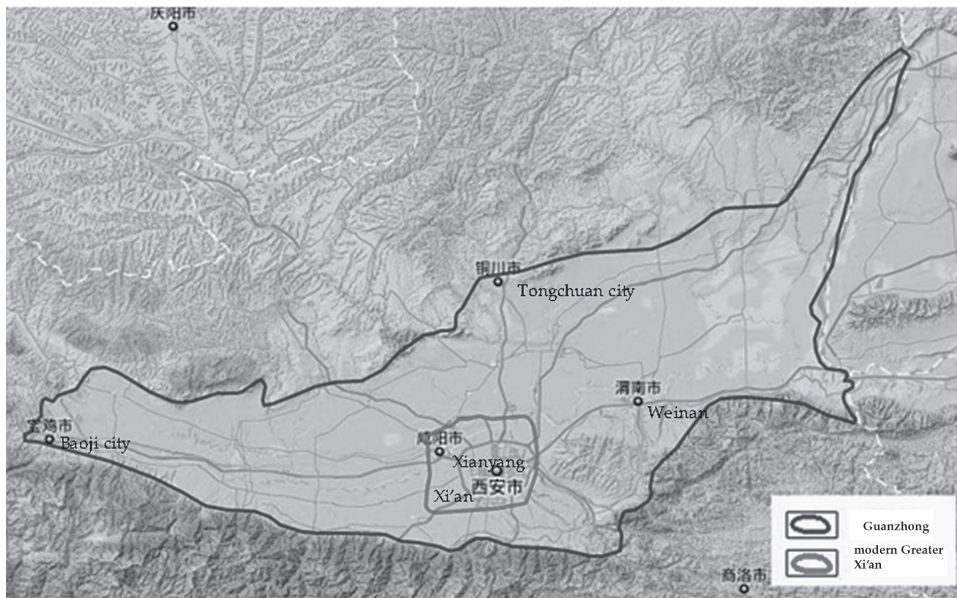 庆阳市
铜川市
Tongchuan city
渭南市
Weinan
宝鸡市
Baoji city
咸阳市
Xianyang
西安市
Xi'an
商洛市
Guanzhong
modern Greater
Xi'an